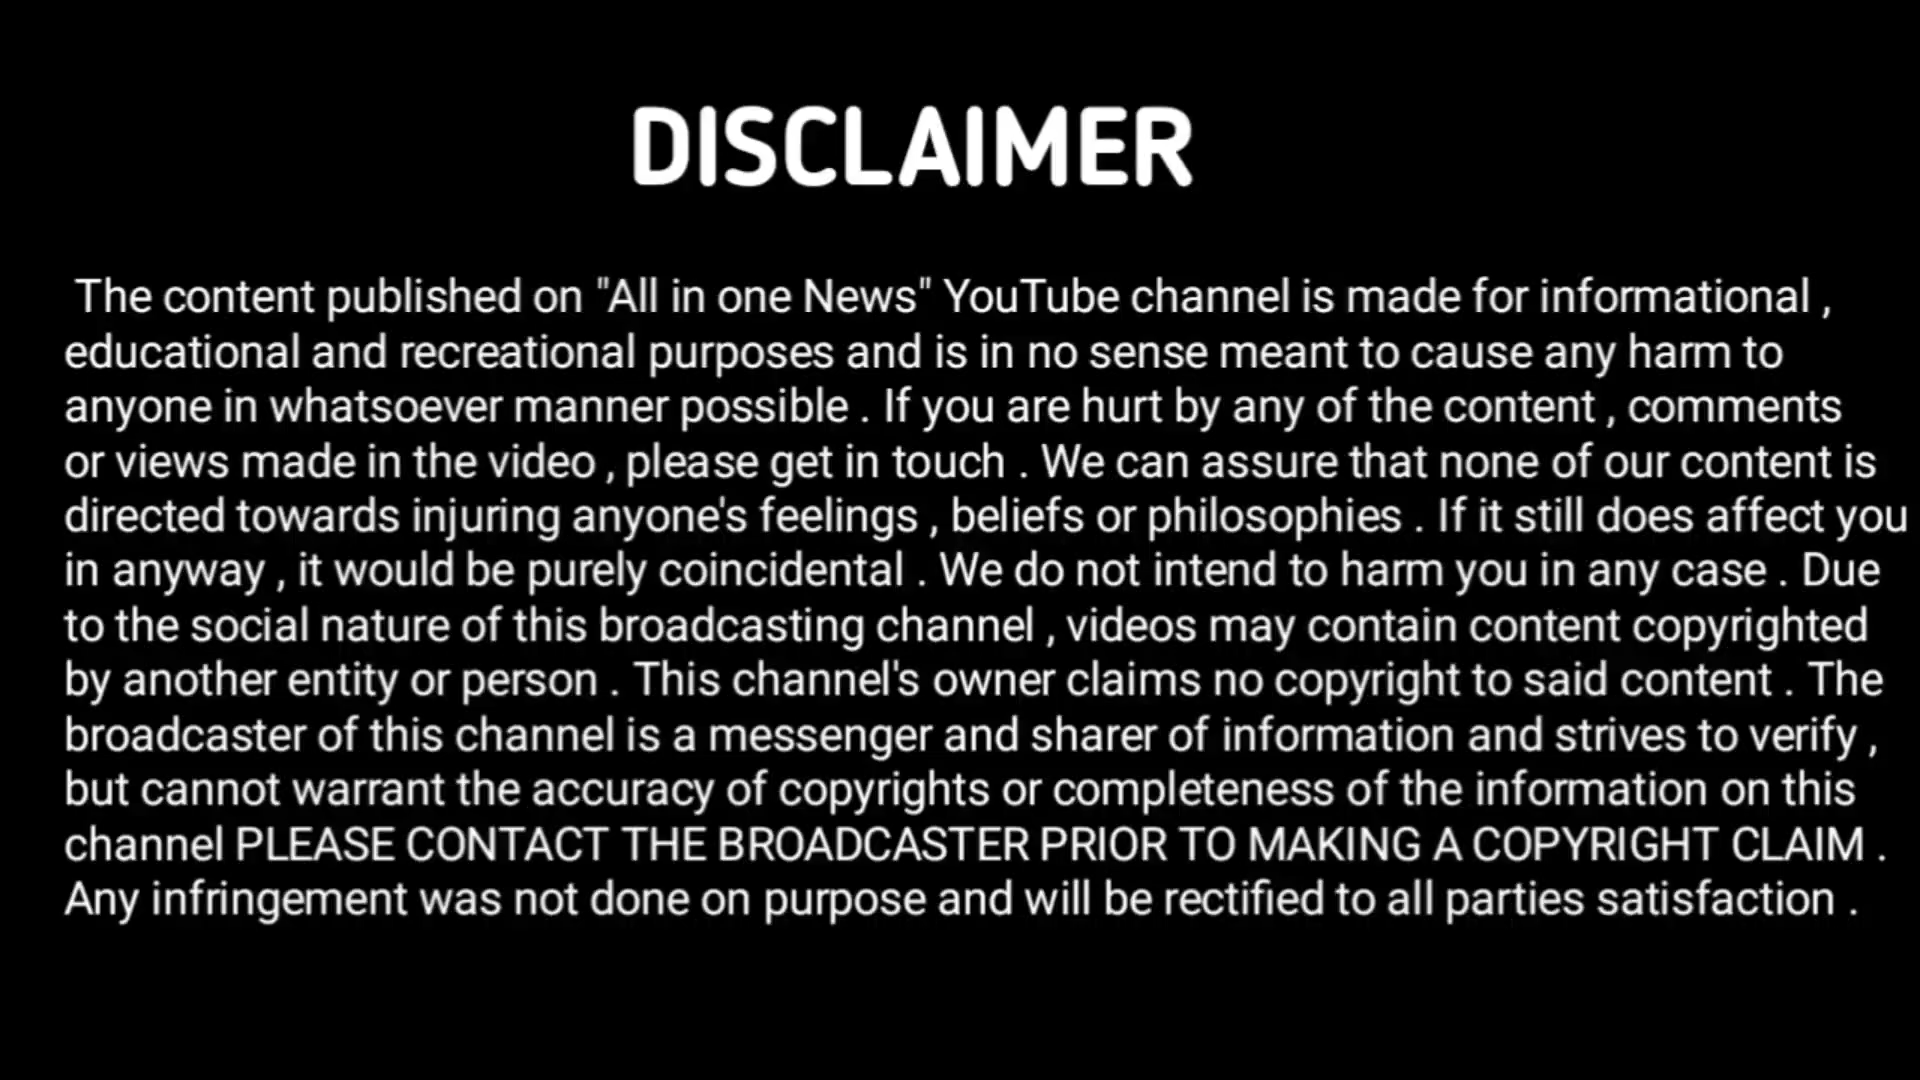 DISCLAIMER
The content published on "All in one News" YouTube channel is made for informational ,
educational and recreational purposes and is in no sense meant to cause any harm to
anyone in whatsoever manner possible . If you are hurt by any of the content , comments
or views made in the video , please get in touch . We can assure that none of our content is
directed towards injuring anyone's feelings , beliefs or philosophies . If it still does affect you
in anyway , it would be purely coincidental . We do not intend to harm you in any case . Due
to the social nature of this broadcasting channel , videos may contain content copyrighted
by another entity or person . This channel's owner claims no copyright to said content . The
broadcaster of this channel is a messenger and sharer of information and strives to verify ,
but cannot warrant the accuracy of copyrights or completeness of the information on this
channel PLEASE CONTACT THE BROADCASTER PRIOR TO MAKING A COPYRIGHT CLAIM .
Any infringement was not done on purpose and will be rectified to all parties satisfaction .